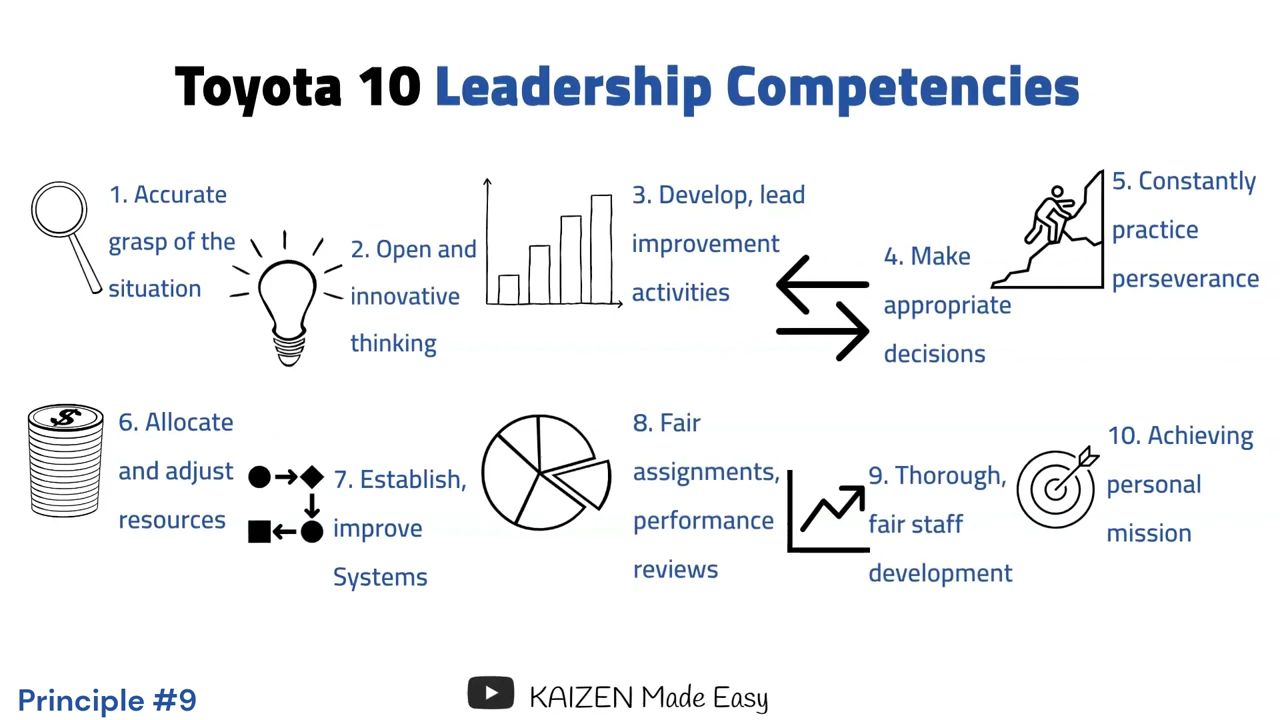 Toyota 10 Leadership Competencies
1. Accurate
grasp of the
situation
2. Open and
innovative
thinking
3. Develop, lead
improvement
activities
4. Make
appropriate
decisions
5. Constantly
practice
perseverance
$
6. Allocate
and adjust
resources
7. Establish,
improve
Systems
8. Fair
assignments,
performance
reviews
9. Thorough,
fair staff
development
10. Achieving
personal
mission
Principle #9
KAIZEN Made Easy